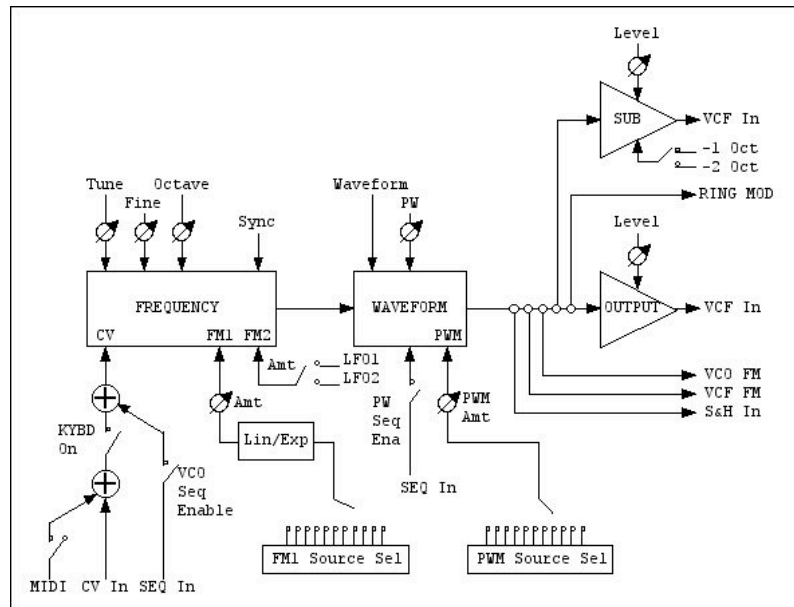 Level
SUB
VCF In
-1 Oct
-2 Oct
RING MOD
Tune
Octave
Fine
Sync
Waveform
PW
Level
FREQUENCY
CV
FM1
FM2
WAVEFORM
PWM
OUTPUT
VCF In
Amt
LFO1
LFO2
VCO FM
VCF FM
S&H In
Amt
PW
Seq
Ena
PWM
Amt
KYBD
On
Lin/Exp
VCO
Seq
Enable
SEQ In
FM1 Source Sel
PWM Source Sel
MIDI
CV In
SEQ In